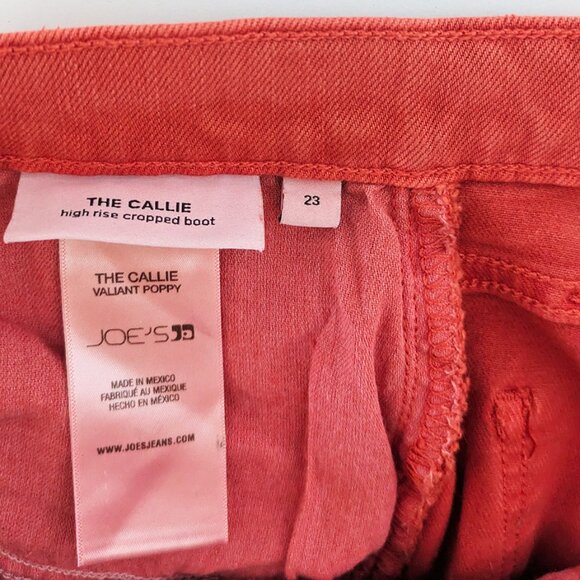 THE CALLIE
high rise cropped boot
23
THE CALLIE
VALIANT POPPY
JOE'S
MADE IN MEXICO
FABRIQUÉ AU MEXIQUE
HECHO EN MÉXICO
WWW.JOESJEANS.COM